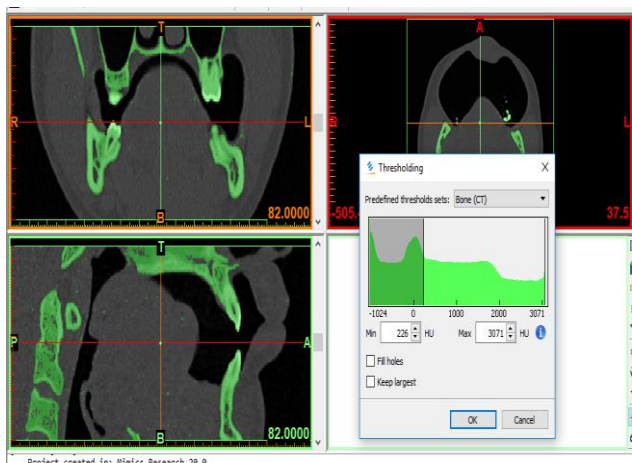 T
R
L
B
82.0000
A
R
-505.4
37.5
T
P
A
B
82.0000
Thresholding
X
Predefined thresholds sets: Bone (CT)
-1024 0 1000 2000 3071
Min 226 HU Max 3071 HU i
Fill holes
Keep largest
OK Cancel
Project created in: Mimics Research 20.0